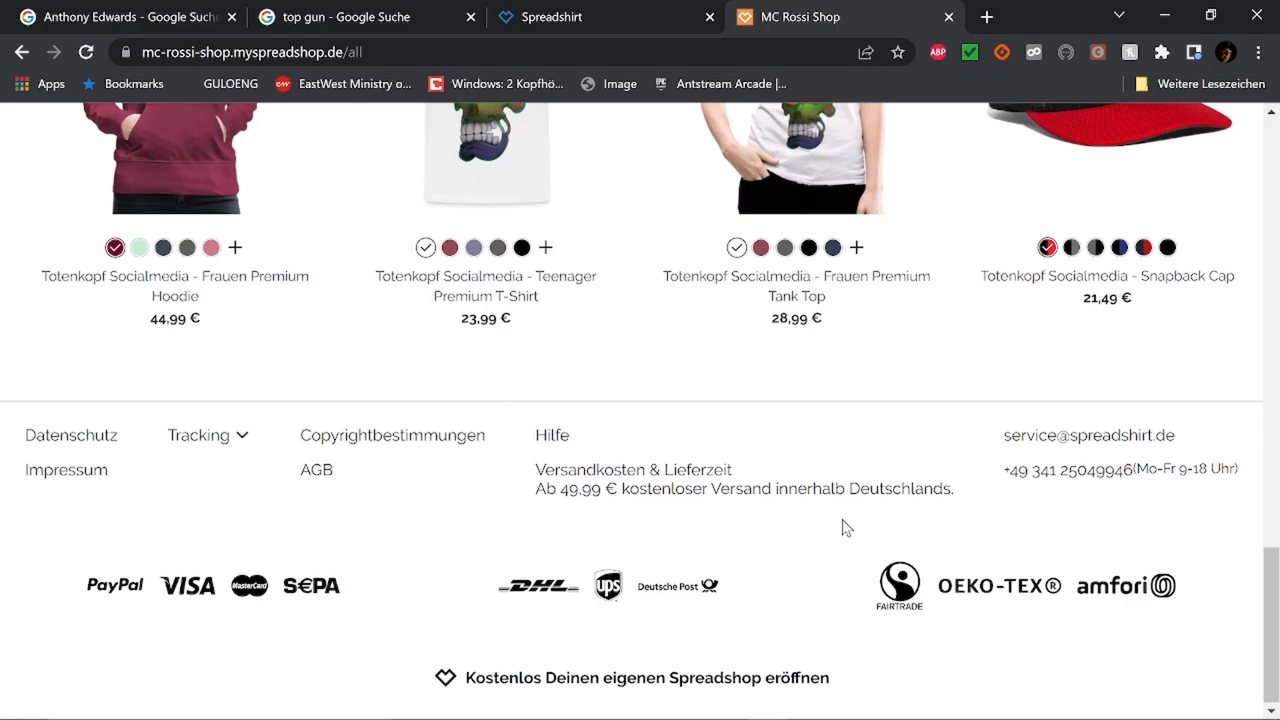 Anthony Edwards - Google Suche
top gun - Google Suche
Spreadshirt
MC Rossi Shop
mc-rossi-shop.myspreadshop.de/all
ABP
Apps
Bookmarks
GULOENG
EastWest Ministry o...
Windows: 2 Kopfhö...
Image
Antstream Arcade |...
Weitere Lesezeichen
Totenkopf Socialmedia - Frauen Premium
Hoodie
44,99 €
Totenkopf Socialmedia - Teenager
Premium T-Shirt
23,99 €
Totenkopf Socialmedia - Frauen Premium
Tank Top
28,99 €
Totenkopf Socialmedia - Snapback Cap
21,49 €
Datenschutz
Tracking
Copyrightbestimmungen
Hilfe
service@spreadshirt.de
Impressum
AGB
Versandkosten & Lieferzeit
Ab 49,99 € kostenloser Versand innerhalb Deutschlands.
+49 341 25049946(Mo-Fr 9-18 Uhr)
PayPal VISA MasterCard S€PA
DHL ups Deutsche Post
FAIRTRADE OEKO-TEX® amfori
Kostenlos Deinen eigenen Spreadshop eröffnen